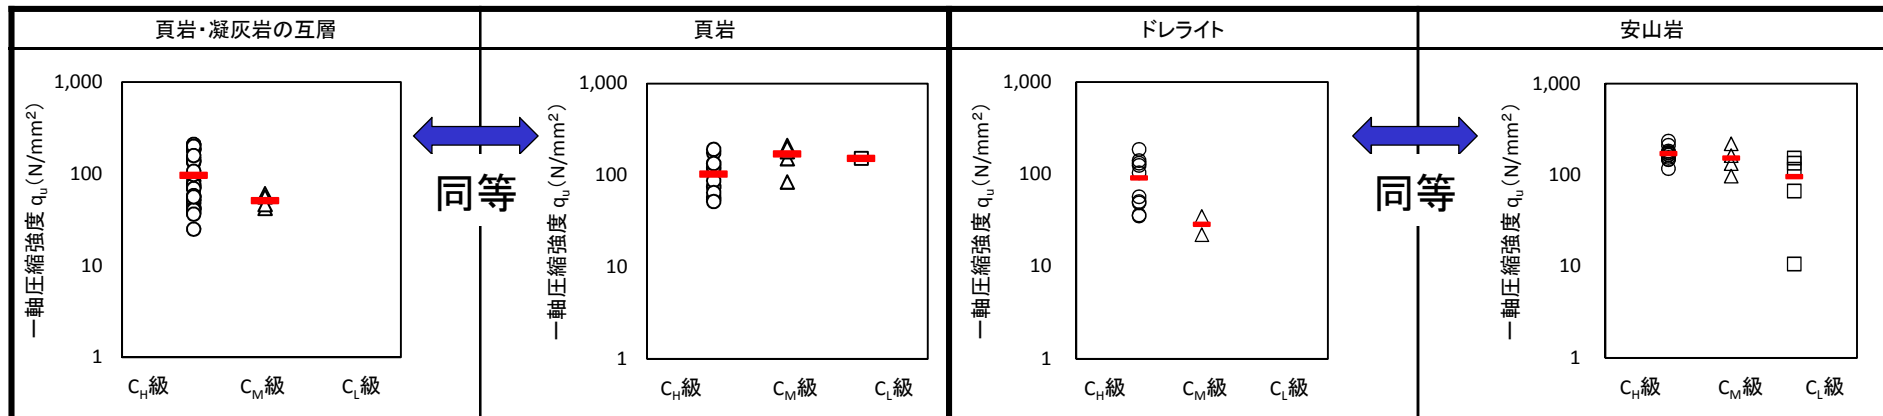 頁岩・凝灰岩の互層
頁岩
ドレライト
安山岩
一軸圧縮強度 qu(N/mm²)
1,000
100
10
1
CH級
CM級
CL級
同等
一軸圧縮強度 qu(N/mm²)
1,000
100
10
1
CH級
CM級
CL級
一軸圧縮強度 qu(N/mm²)
1,000
100
10
1
CH級
CM級
CL級
同等
一軸圧縮強度 qu(N/mm²)
1,000
100
10
1
CH級
CM級
CL級